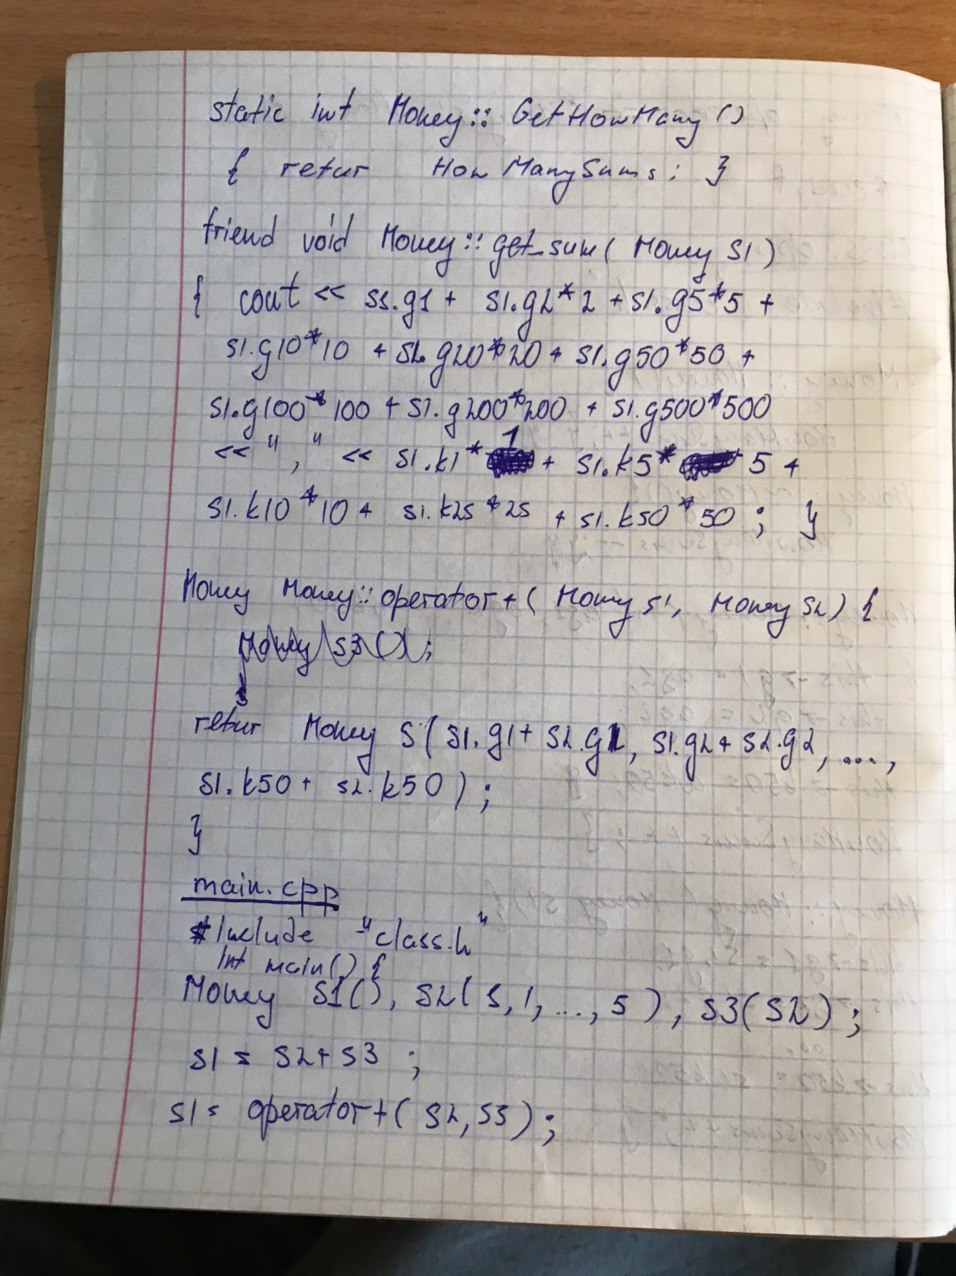 static int Money:: GetHowMany ()
{ retur HowManySums; }
friend void Money:: get_sum( Money S1)
{ cout << s1.g1 + s1.g2*2 + s1.g5*5 +
s1.g10*10 + s1.g20*20 + s1.g50*50 +
s1.g100*100 + s1.g200*200 + s1.g500*500
<< "," << s1.k1*1 + s1.k5* 5 +
s1.k10*10 + s1.k25*25 + s1.k50*50 ; }
Money Money::operator+( Money s1, Money s2) {
Money s3();
retur Money S(s1.g1+ s2.g1, s1.g2+ s2.g2, ...,
s1.k50+ s2.k50 );
}
main.cpp
#Include "class.h"
Int main() {
Money S1(), S2(5,1,...,5), S3(S2);
s1 = s2+s3 ;
s1= operator+( s2,s3);